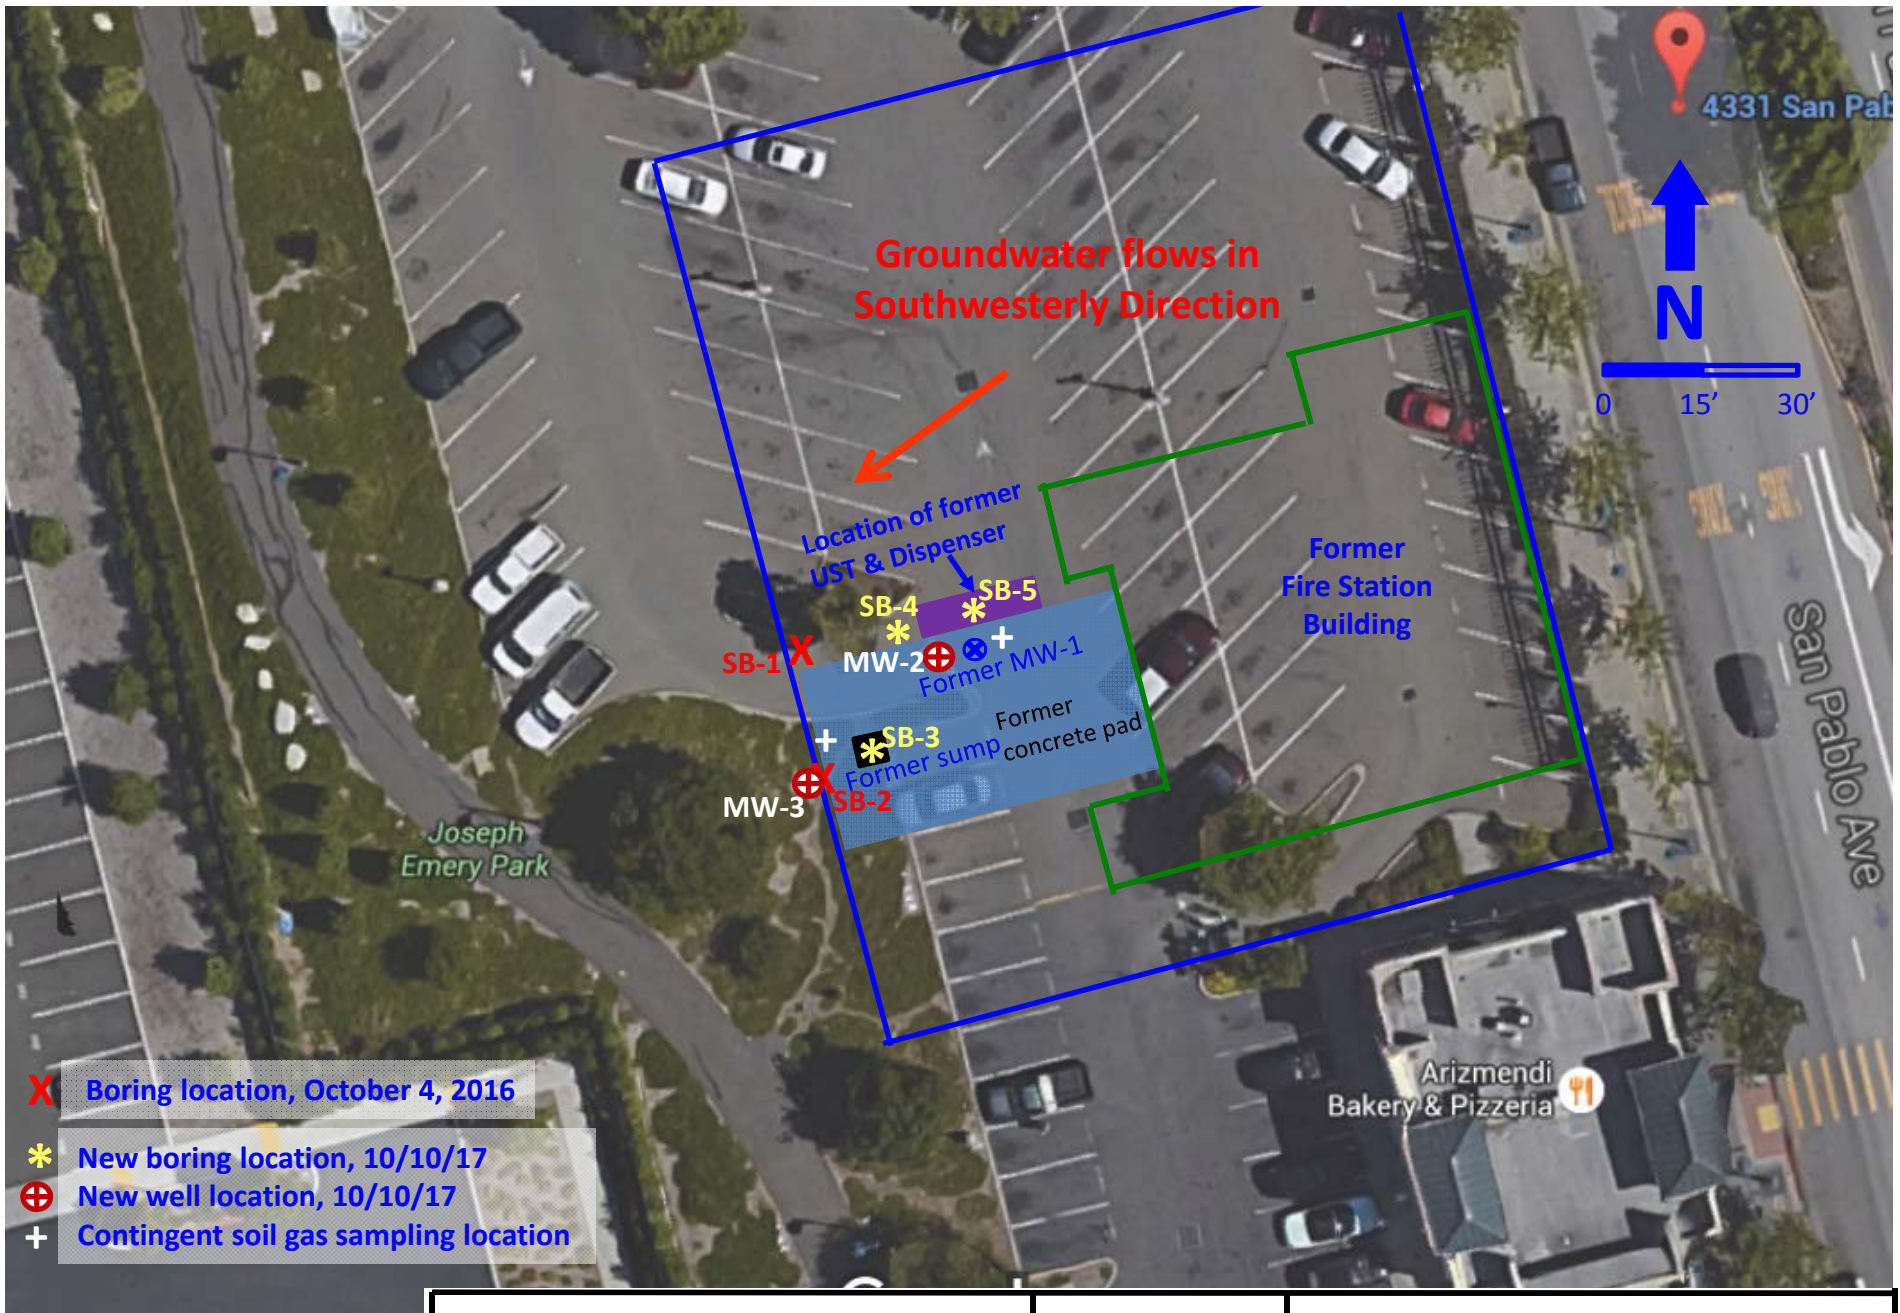 4331 San Pab
Groundwater flows in
Southwesterly Direction
N
0 15’ 30’
Location of former
UST & Dispenser
Former
Fire Station
Building
SB-5
SB-4
SB-1
MW-2
Former MW-1
Former
concrete pad
SB-3
Former sump
SB-2
MW-3
San Pablo Ave
Joseph
Emery Park
Arizmendi
Bakery & Pizzeria
X Boring location, October 4, 2016
New boring location, 10/10/17
New well location, 10/10/17
+ Contingent soil gas sampling location